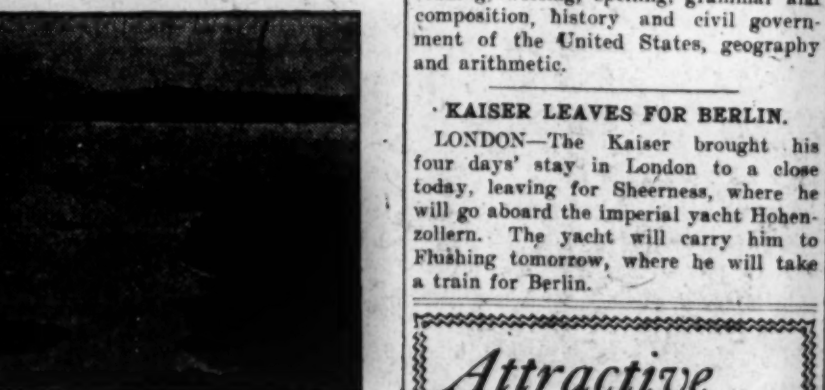 composition, history and civil govern-
ment of the United States, geography
and arithmetic.
KAISER LEAVES FOR BERLIN.
LONDON—The Kaiser brought his
four days' stay in London to a close
today, leaving for Sheerness, where he
will go aboard the imperial yacht Hohen-
zollern. The yacht will carry him to
Flushing tomorrow, where he will take
a train for Berlin.
Attractive